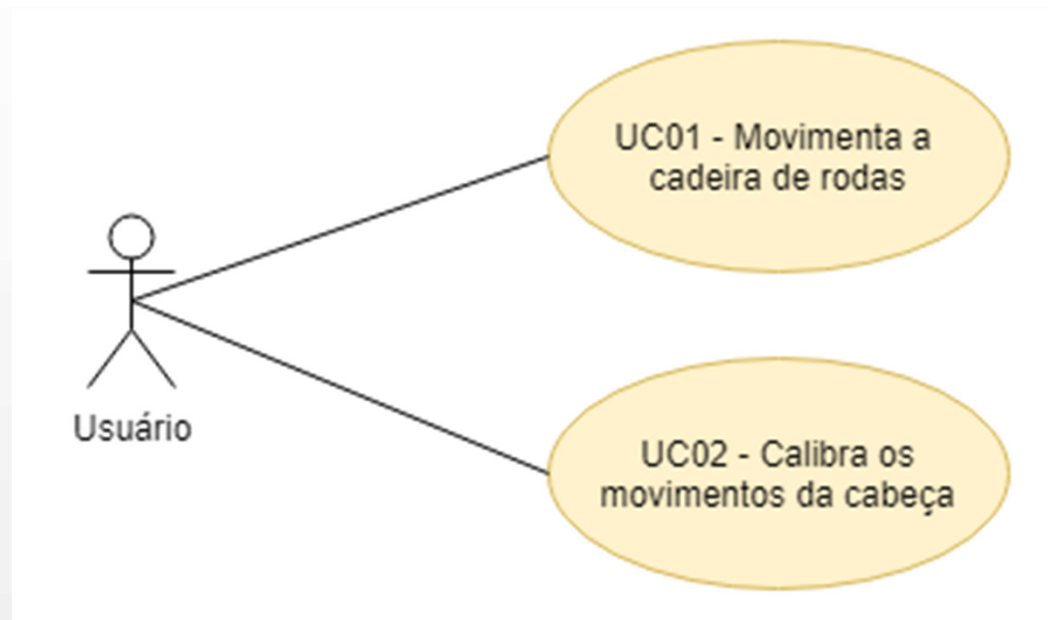 UC01 - Movimenta a
cadeira de rodas
Usuário
UC02 - Calibra os
movimentos da cabeça